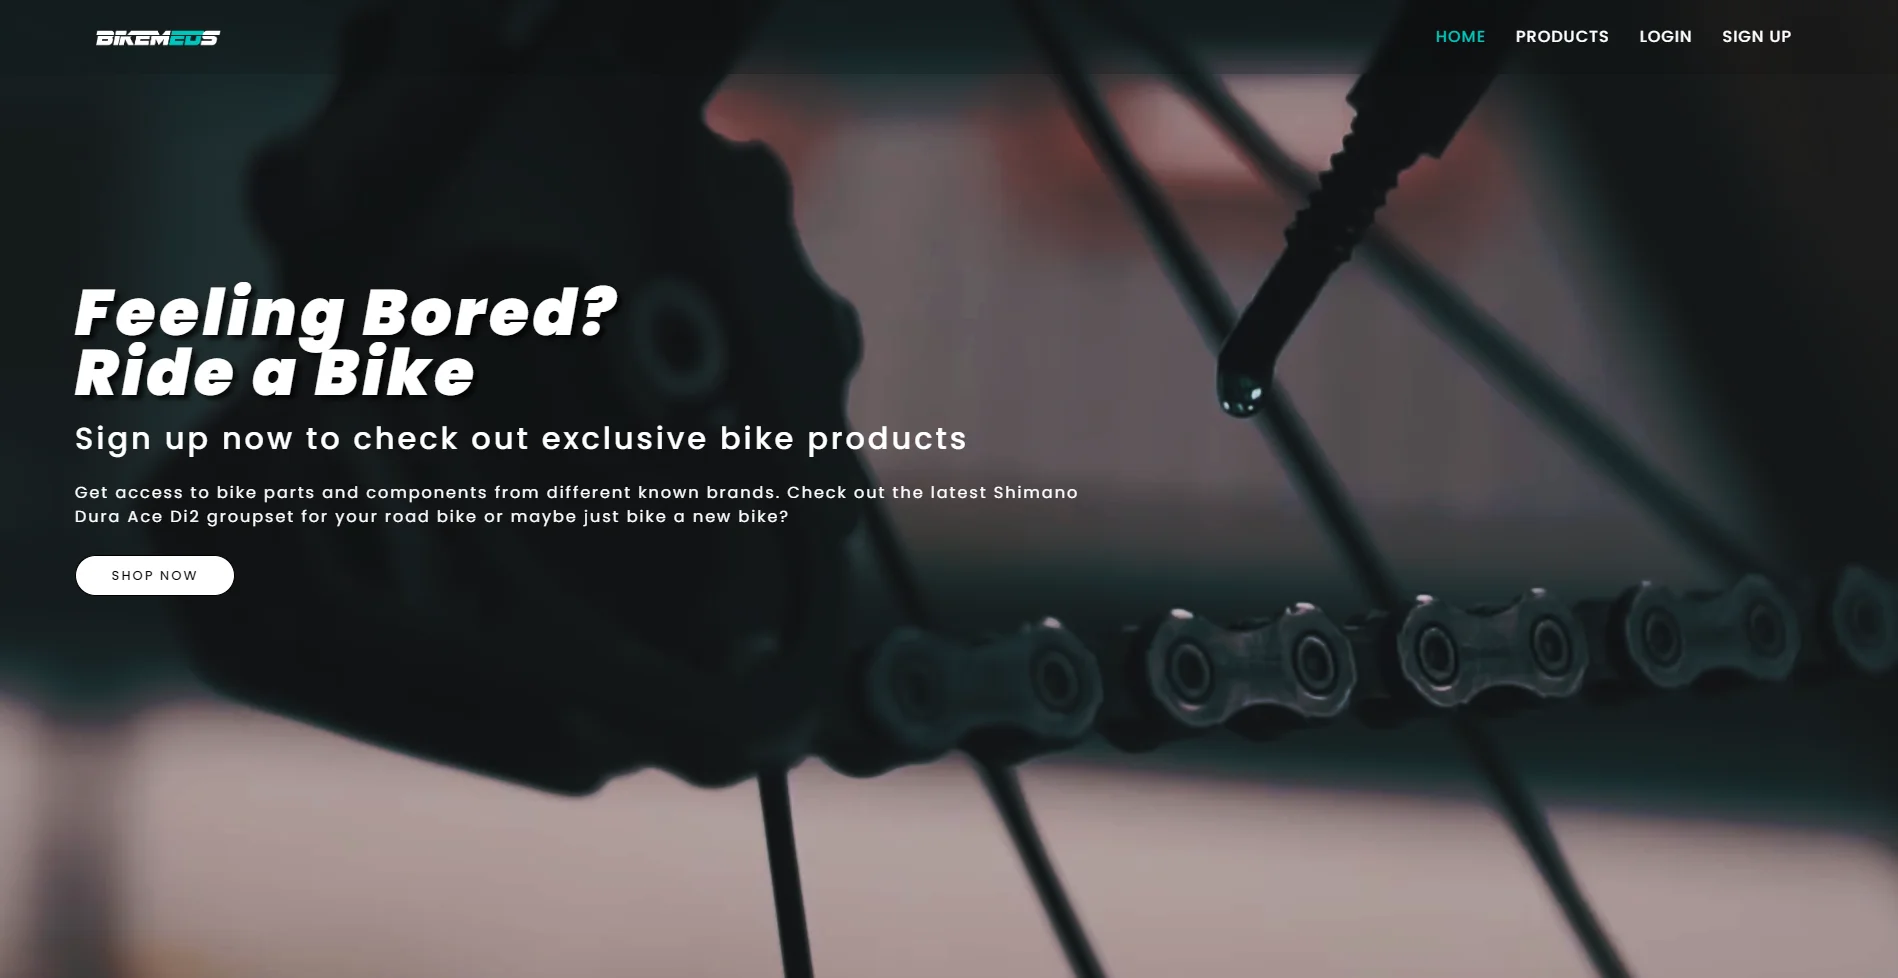 BIKEMEDS
HOME PRODUCTS LOGIN SIGN UP
Feeling Bored?
Ride a Bike
Sign up now to check out exclusive bike products
Get access to bike parts and components from different known brands. Check out the latest Shimano
Dura Ace Di2 groupset for your road bike or maybe just bike a new bike?
SHOP NOW